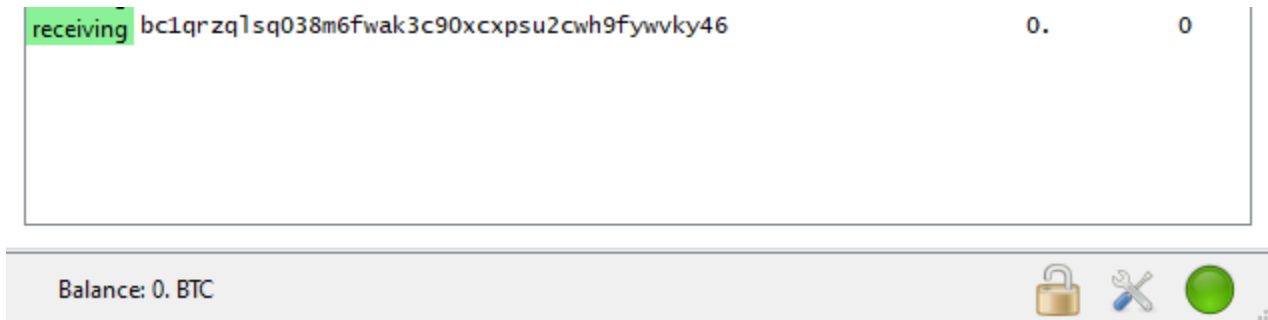 receiving bc1qrzqlsq038m6fwak3c90xcxpsu2cwh9fywvky46 0. 0
Balance: 0. BTC